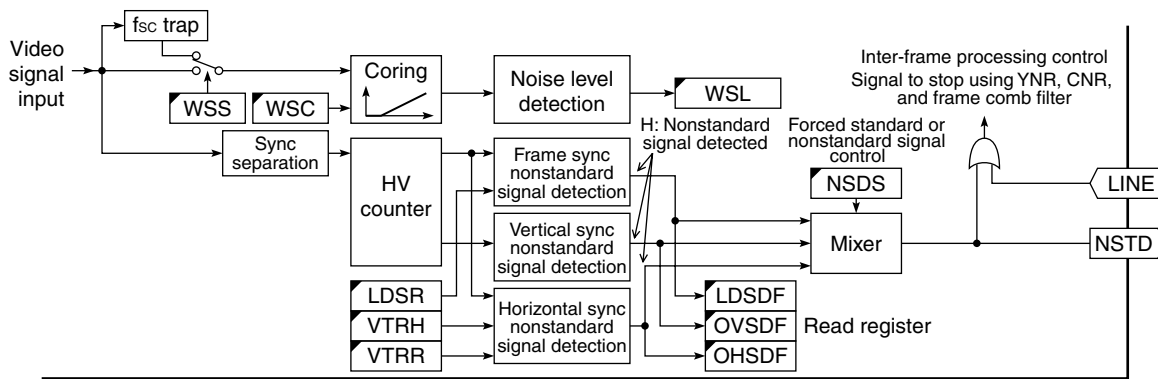 fSC trap
Video
signal
input
WSS
WSC
Coring
Noise level
detection
WSL
Inter-frame processing control
Signal to stop using YNR, CNR,
and frame comb filter
Sync
separation
HV
counter
Frame sync
nonstandard
signal detection
H: Nonstandard
signal detected
Forced standard or
nonstandard signal
control
NSDS
LINE
Vertical sync
nonstandard
signal detection
Mixer
NSTD
LDSR
VTRH
VTRR
Horizontal sync
nonstandard
signal detection
LDSDF
OVSDF
Read register
OHSDF